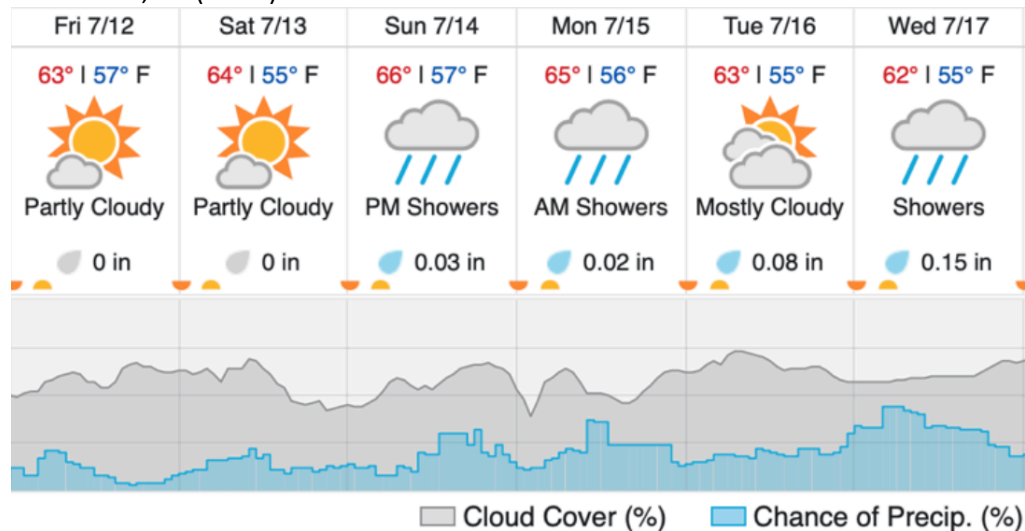 Fri 7/12 Sat 7/13 Sun 7/14 Mon 7/15 Tue 7/16 Wed 7/17
63° | 57° F 64° | 55° F 66° | 57° F 65° | 56° F 63° | 55° F 62° | 55° F
Partly Cloudy Partly Cloudy PM Showers AM Showers Mostly Cloudy Showers
0 in 0 in 0.03 in 0.02 in 0.08 in 0.15 in
Cloud Cover (%) Chance of Precip. (%)